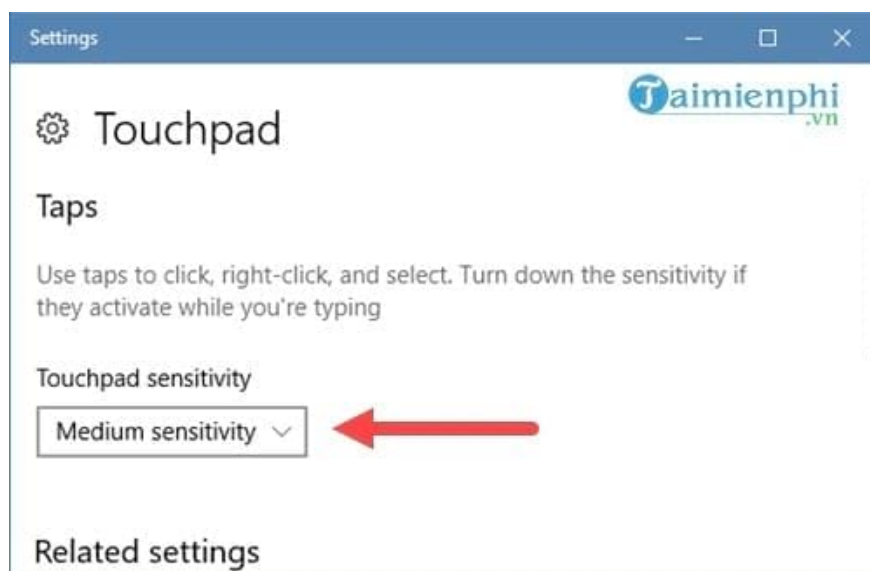 Settings
Taimienphi
.vn
Touchpad
Taps
Use taps to click, right-click, and select. Turn down the sensitivity if
they activate while you're typing
Touchpad sensitivity
Medium sensitivity
Related settings